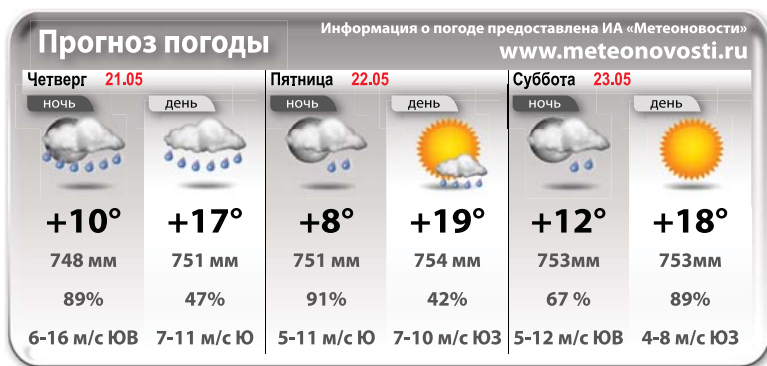 Прогноз погоды
Информация о погоде предоставлена ИА «Метеоновости»
www.meteonovosti.ru
Четверг 21.05 Пятница 22.05 Суббота 23.05
ночь день ночь день ночь день
+10° +17° +8° +19° +12° +18°
748 мм 751 мм 751 мм 754 мм 753мм 753мм
89% 47% 91% 42% 67 % 89%
6-16 м/с ЮВ 7-11 м/с Ю 5-11 м/с Ю 7-10 м/с ЮЗ 5-12 м/с ЮВ 4-8 м/с ЮЗ